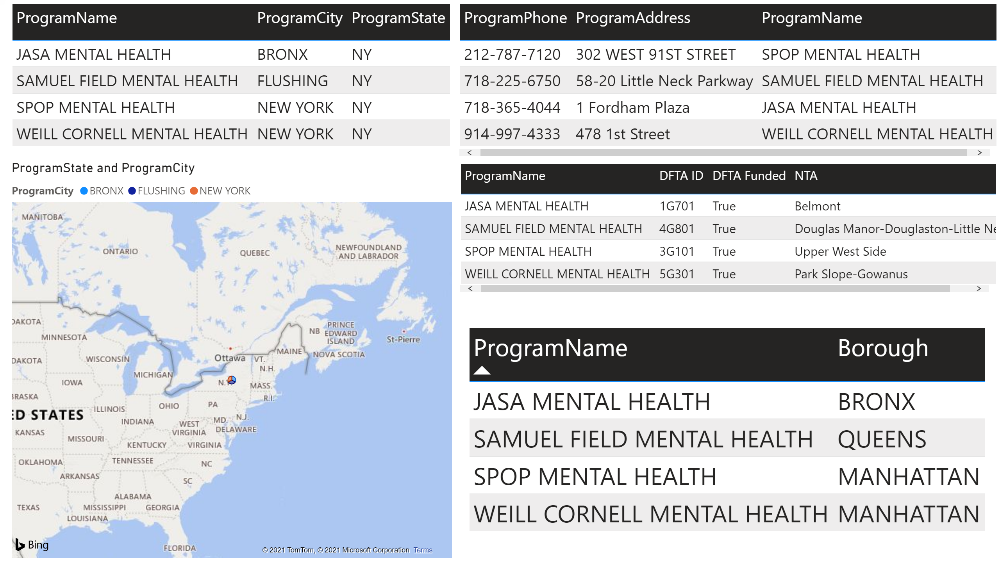 ProgramName ProgramCity ProgramState
JASA MENTAL HEALTH BRONX NY
SAMUEL FIELD MENTAL HEALTH FLUSHING NY
SPOP MENTAL HEALTH NEW YORK NY
WEILL CORNELL MENTAL HEALTH NEW YORK NY
ProgramPhone ProgramAddress ProgramName
212-787-7120 302 WEST 91ST STREET SPOP MENTAL HEALTH
718-225-6750 58-20 Little Neck Parkway SAMUEL FIELD MENTAL HEALTH
718-365-4044 1 Fordham Plaza JASA MENTAL HEALTH
914-997-4333 478 1st Street WEILL CORNELL MENTAL HEALTH
ProgramState and ProgramCity
ProgramCity BRONX FLUSHING NEW YORK
MANITOBA
ONTARIO
QUEBEC
NEWFOUNDLAND
AND LABRADOR
DAKOTA
MINNESOTA
NB
PRINCE
EDWARD
ISLAND
St-Pierre
MAINE
NOVA SCOTIA
Ottawa
VT.
N.H.
DAKOTA
WISCONSIN
MICHIGAN
IOWA
N.Y
MASS.
R.I.
BRASKA
ILLINOIS
OHIO
PA
ED STATES
INDIANA
WEST
VIRGINIA
MD.
N.J.
DELAWARE
KANSAS
MISSOURI
KENTUCKY
VIRGINIA
OKLAHOMA
TENNESSEE
NC
ARKANSAS
SC
ALABAMA
TEXAS
MISSISSIPPI
GEORGIA
LOUISIANA
FLORIDA
Bing
© 2021 TomTom, © 2021 Microsoft Corporation Terms
ProgramName DFTA ID DFTA Funded NTA
JASA MENTAL HEALTH 1G701 True Belmont
SAMUEL FIELD MENTAL HEALTH 4G801 True Douglas Manor-Douglaston-Little Ne
SPOP MENTAL HEALTH 3G101 True Upper West Side
WEILL CORNELL MENTAL HEALTH 5G301 True Park Slope-Gowanus
ProgramName Borough
JASA MENTAL HEALTH BRONX
SAMUEL FIELD MENTAL HEALTH QUEENS
SPOP MENTAL HEALTH MANHATTAN
WEILL CORNELL MENTAL HEALTH MANHATTAN